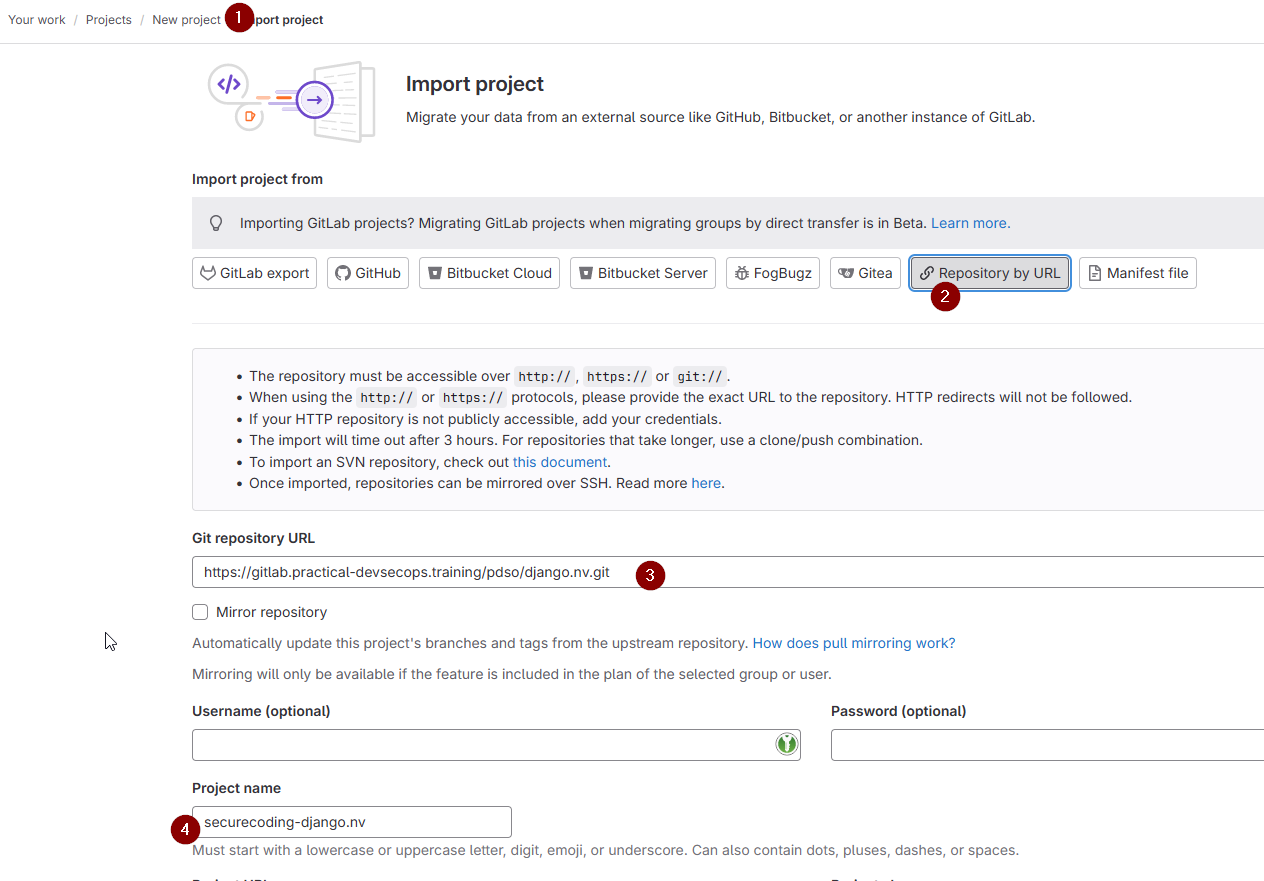 Your work / Projects / New project 1 port project
Import project
Migrate your data from an external source like GitHub, Bitbucket, or another instance of GitLab.
Import project from
Importing GitLab projects? Migrating GitLab projects when migrating groups by direct transfer is in Beta. Learn more.
GitLab export GitHub Bitbucket Cloud Bitbucket Server FogBugz Gitea Repository by URL Manifest file
2
• The repository must be accessible over http://, https:// or git://.
• When using the http:// or https:// protocols, please provide the exact URL to the repository. HTTP redirects will not be followed.
• If your HTTP repository is not publicly accessible, add your credentials.
• The import will time out after 3 hours. For repositories that take longer, use a clone/push combination.
• To import an SVN repository, check out this document.
• Once imported, repositories can be mirrored over SSH. Read more here.
Git repository URL
https://gitlab.practical-devsecops.training/pdso/django.nv.git 3
Mirror repository
Automatically update this project's branches and tags from the upstream repository. How does pull mirroring work?
Mirroring will only be available if the feature is included in the plan of the selected group or user.
Username (optional) Password (optional)
Project name
4 securecoding-django.nv
Must start with a lowercase or uppercase letter, digit, emoji, or underscore. Can also contain dots, pluses, dashes, or spaces.